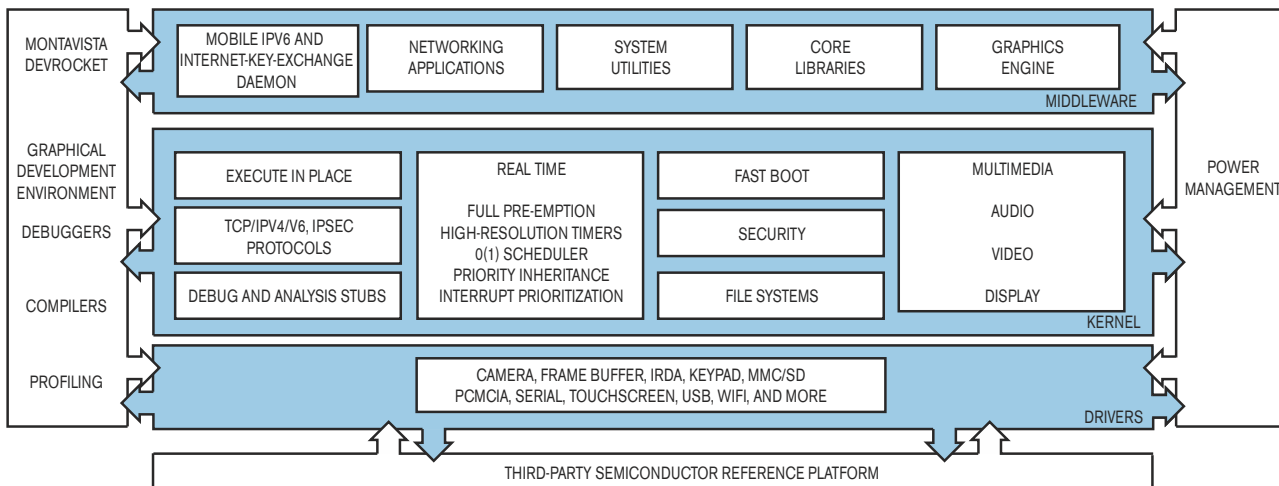 MONTAVISTA
DEVROCKET
GRAPHICAL
DEVELOPMENT
ENVIRONMENT
DEBUGGERS
COMPILERS
PROFILING
MOBILE IPV6 AND
INTERNET-KEY-EXCHANGE
DAEMON
NETWORKING
APPLICATIONS
SYSTEM
UTILITIES
CORE
LIBRARIES
GRAPHICS
ENGINE
MIDDLEWARE
EXECUTE IN PLACE
TCP/IPV4/V6, IPSEC
PROTOCOLS
DEBUG AND ANALYSIS STUBS
REAL TIME
FULL PRE-EMPTION
HIGH-RESOLUTION TIMERS
0(1) SCHEDULER
PRIORITY INHERITANCE
INTERRUPT PRIORITIZATION
FAST BOOT
SECURITY
FILE SYSTEMS
MULTIMEDIA
AUDIO
VIDEO
DISPLAY
KERNEL
CAMERA, FRAME BUFFER, IRDA, KEYPAD, MMC/SD
PCMCIA, SERIAL, TOUCHSCREEN, USB, WIFI, AND MORE
DRIVERS
POWER
MANAGEMENT
THIRD-PARTY SEMICONDUCTOR REFERENCE PLATFORM